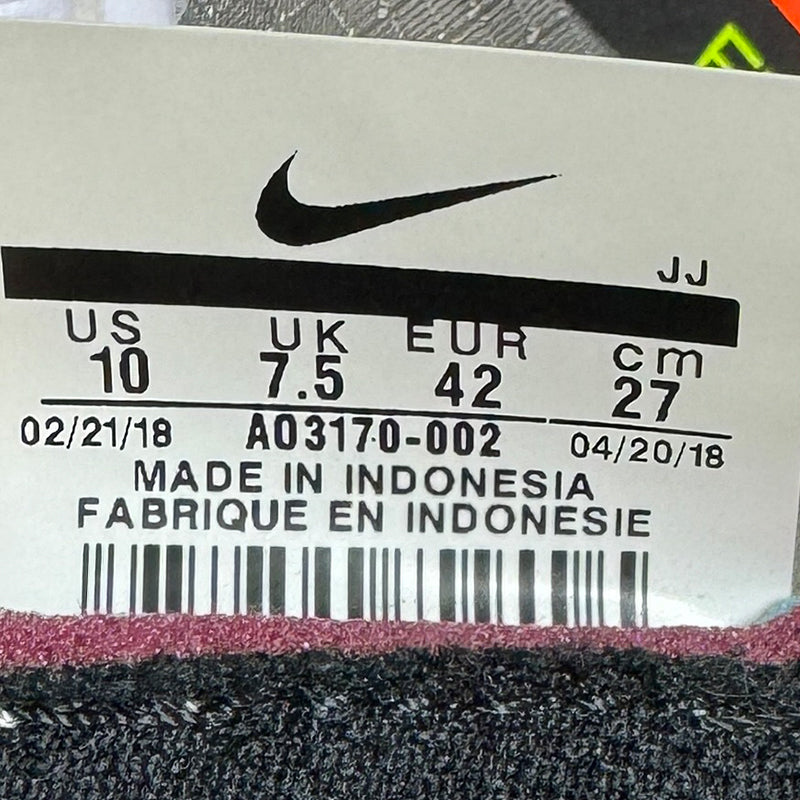 JJ
US UK EUR cm
10 7.5 42 27
02/21/18 AO3170-002 04/20/18
MADE IN INDONESIA
FABRIQUE EN INDONESIE